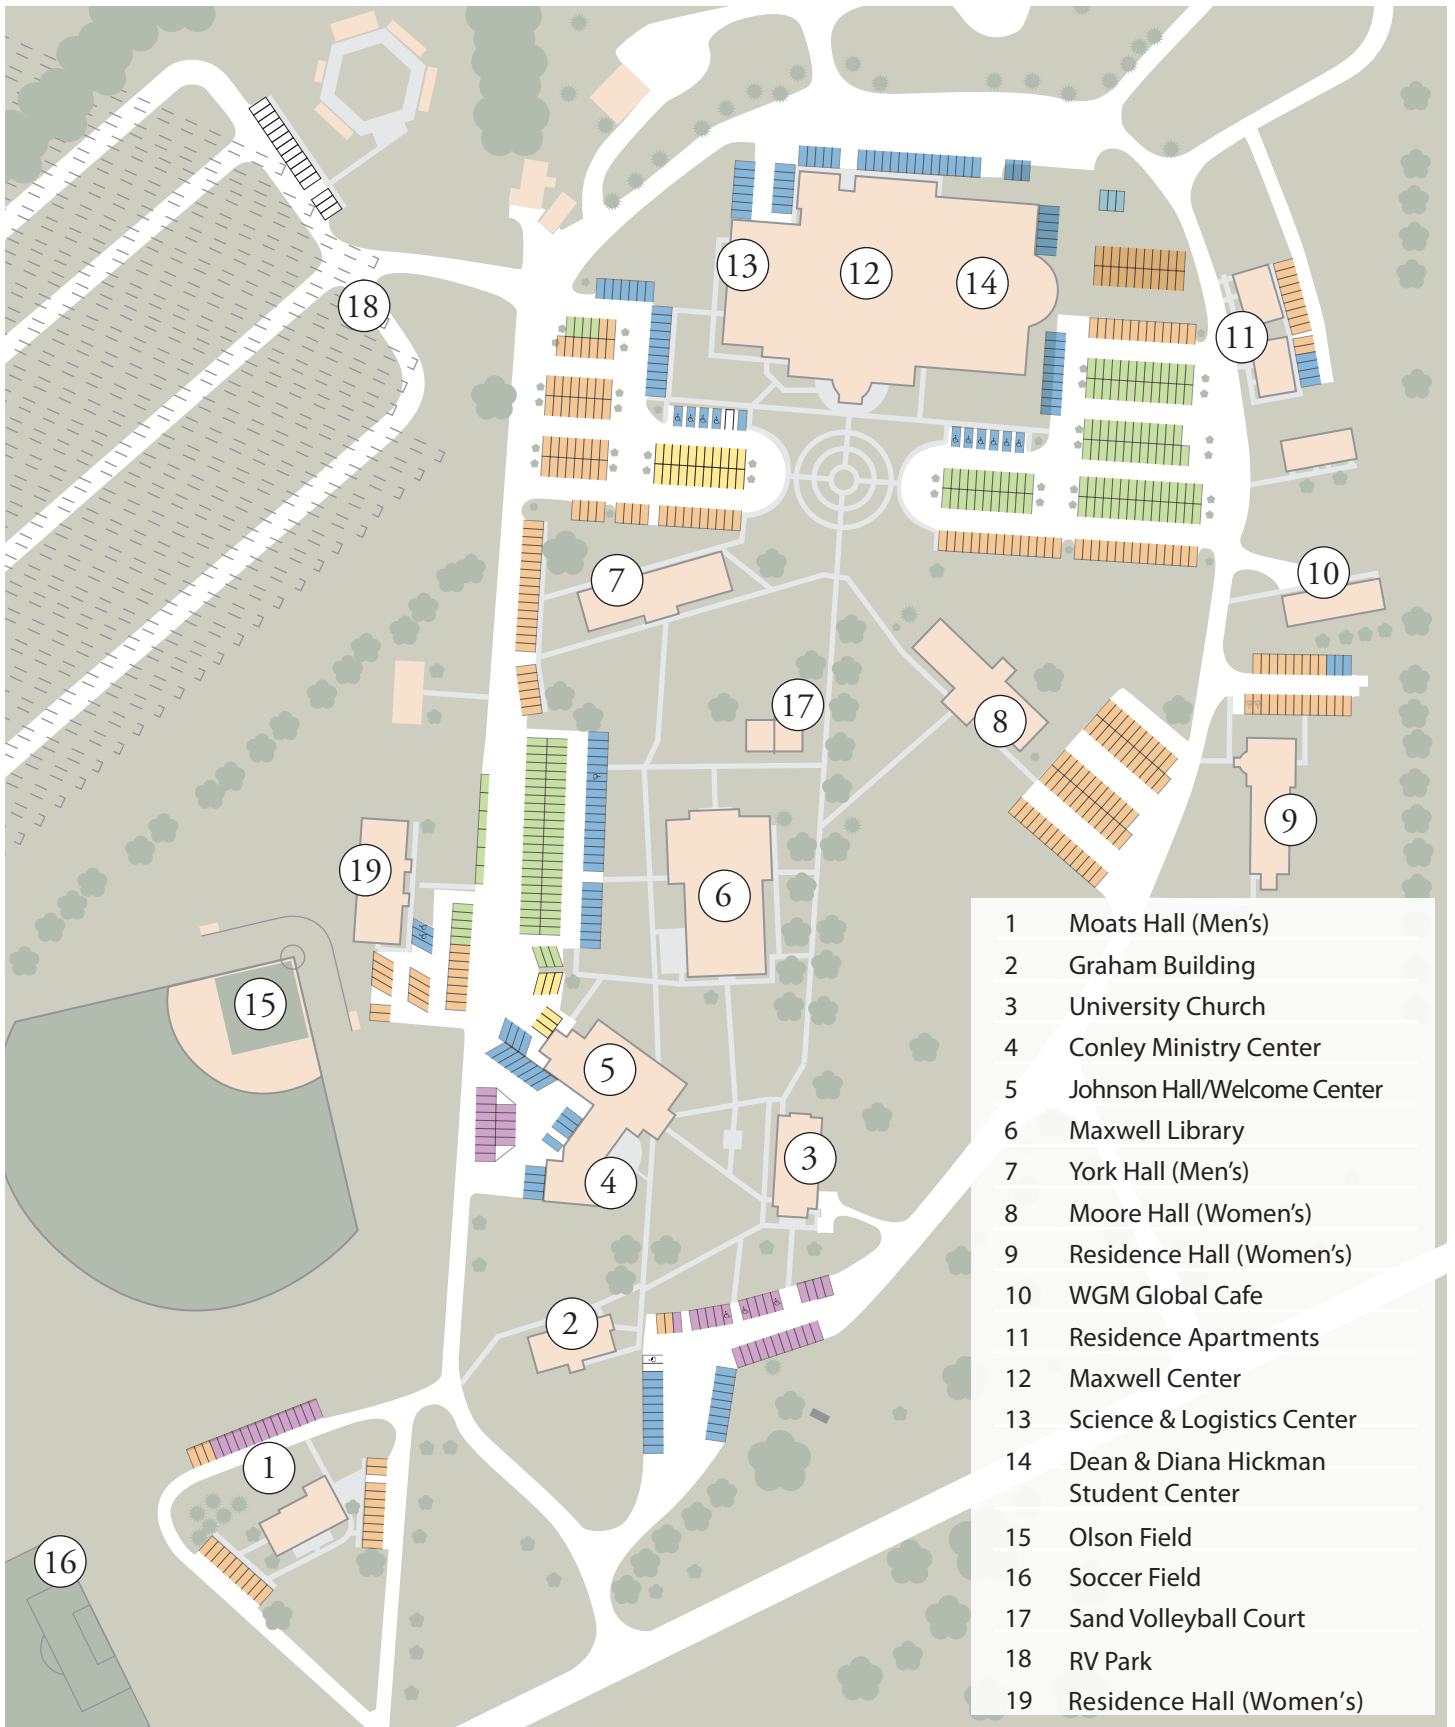 13
12
14
18
11
7
10
17
8
9
19
6
15
5
3
4
2
1
16
1 Moats Hall (Men's)
2 Graham Building
3 University Church
4 Conley Ministry Center
5 Johnson Hall/Welcome Center
6 Maxwell Library
7 York Hall (Men's)
8 Moore Hall (Women's)
9 Residence Hall (Women's)
10 WGM Global Cafe
11 Residence Apartments
12 Maxwell Center
13 Science & Logistics Center
14 Dean & Diana Hickman
Student Center
15 Olson Field
16 Soccer Field
17 Sand Volleyball Court
18 RV Park
19 Residence Hall (Women's)